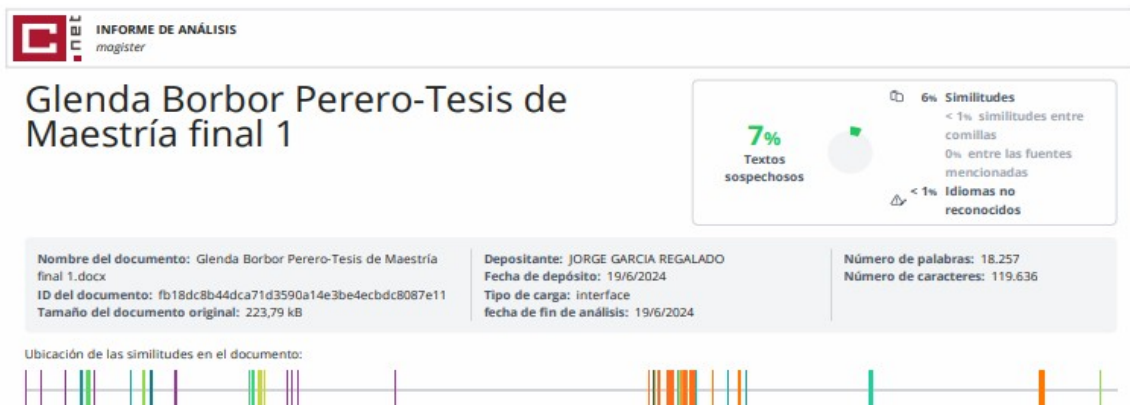 C.net
INFORME DE ANÁLISIS
magister
Glenda Borbor Perero-Tesis de
Maestría final 1
7%
Textos
sospechosos
6% Similitudes
< 1% similitudes entre
comillas
0% entre las fuentes
mencionadas
< 1% Idiomas no
reconocidos
Nombre del documento: Glenda Borbor Perero-Tesis de Maestría
final 1.docx
ID del documento: fb18dc8b44dca71d3590a14e3be4ecbdc8087e11
Tamaño del documento original: 223,79 kB
Depositante: JORGE GARCIA REGALADO
Fecha de depósito: 19/6/2024
Tipo de carga: interface
fecha de fin de análisis: 19/6/2024
Número de palabras: 18.257
Número de caracteres: 119.636
Ubicación de las similitudes en el documento: